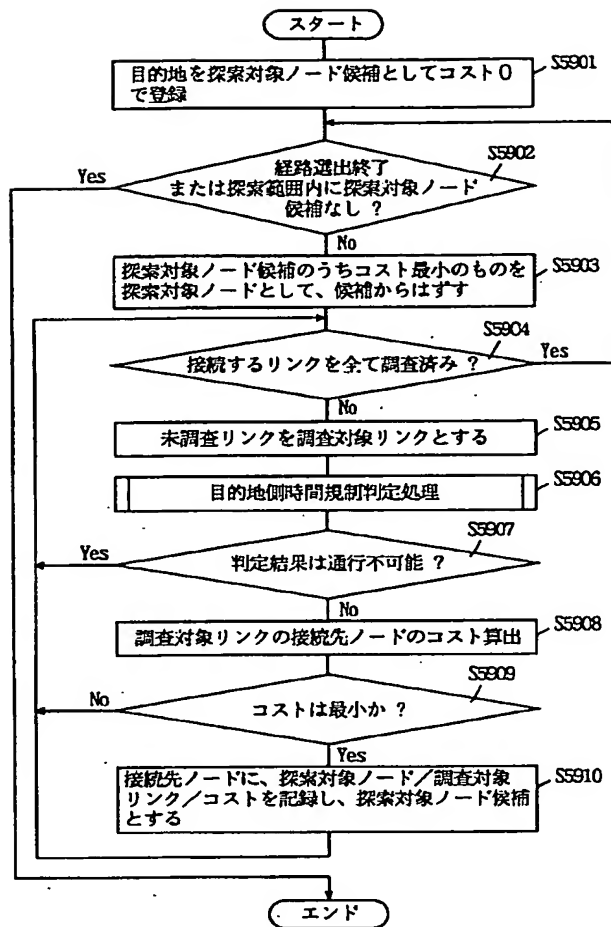 スタート
目的地を探索対象ノード候補としてコスト0
で登録
S5901
経路選出終了
または探索範囲内に探索対象ノード
候補なし ?
S5902
Yes
No
探索対象ノード候補のうちコスト最小のものを
探索対象ノードとして、候補からはずす
S5903
接続するリンクを全て調査済み ?
S5904
Yes
No
未調査リンクを調査対象リンクとする
S5905
目的地側時間規制判定処理
S5906
判定結果は通行不可能 ?
S5907
Yes
No
調査対象リンクの接続先ノードのコスト算出
S5908
コストは最小か ?
S5909
No
Yes
接続先ノードに、探索対象ノード/調査対象
リンク/コストを記録し、探索対象ノード候補
とする
S5910
エンド